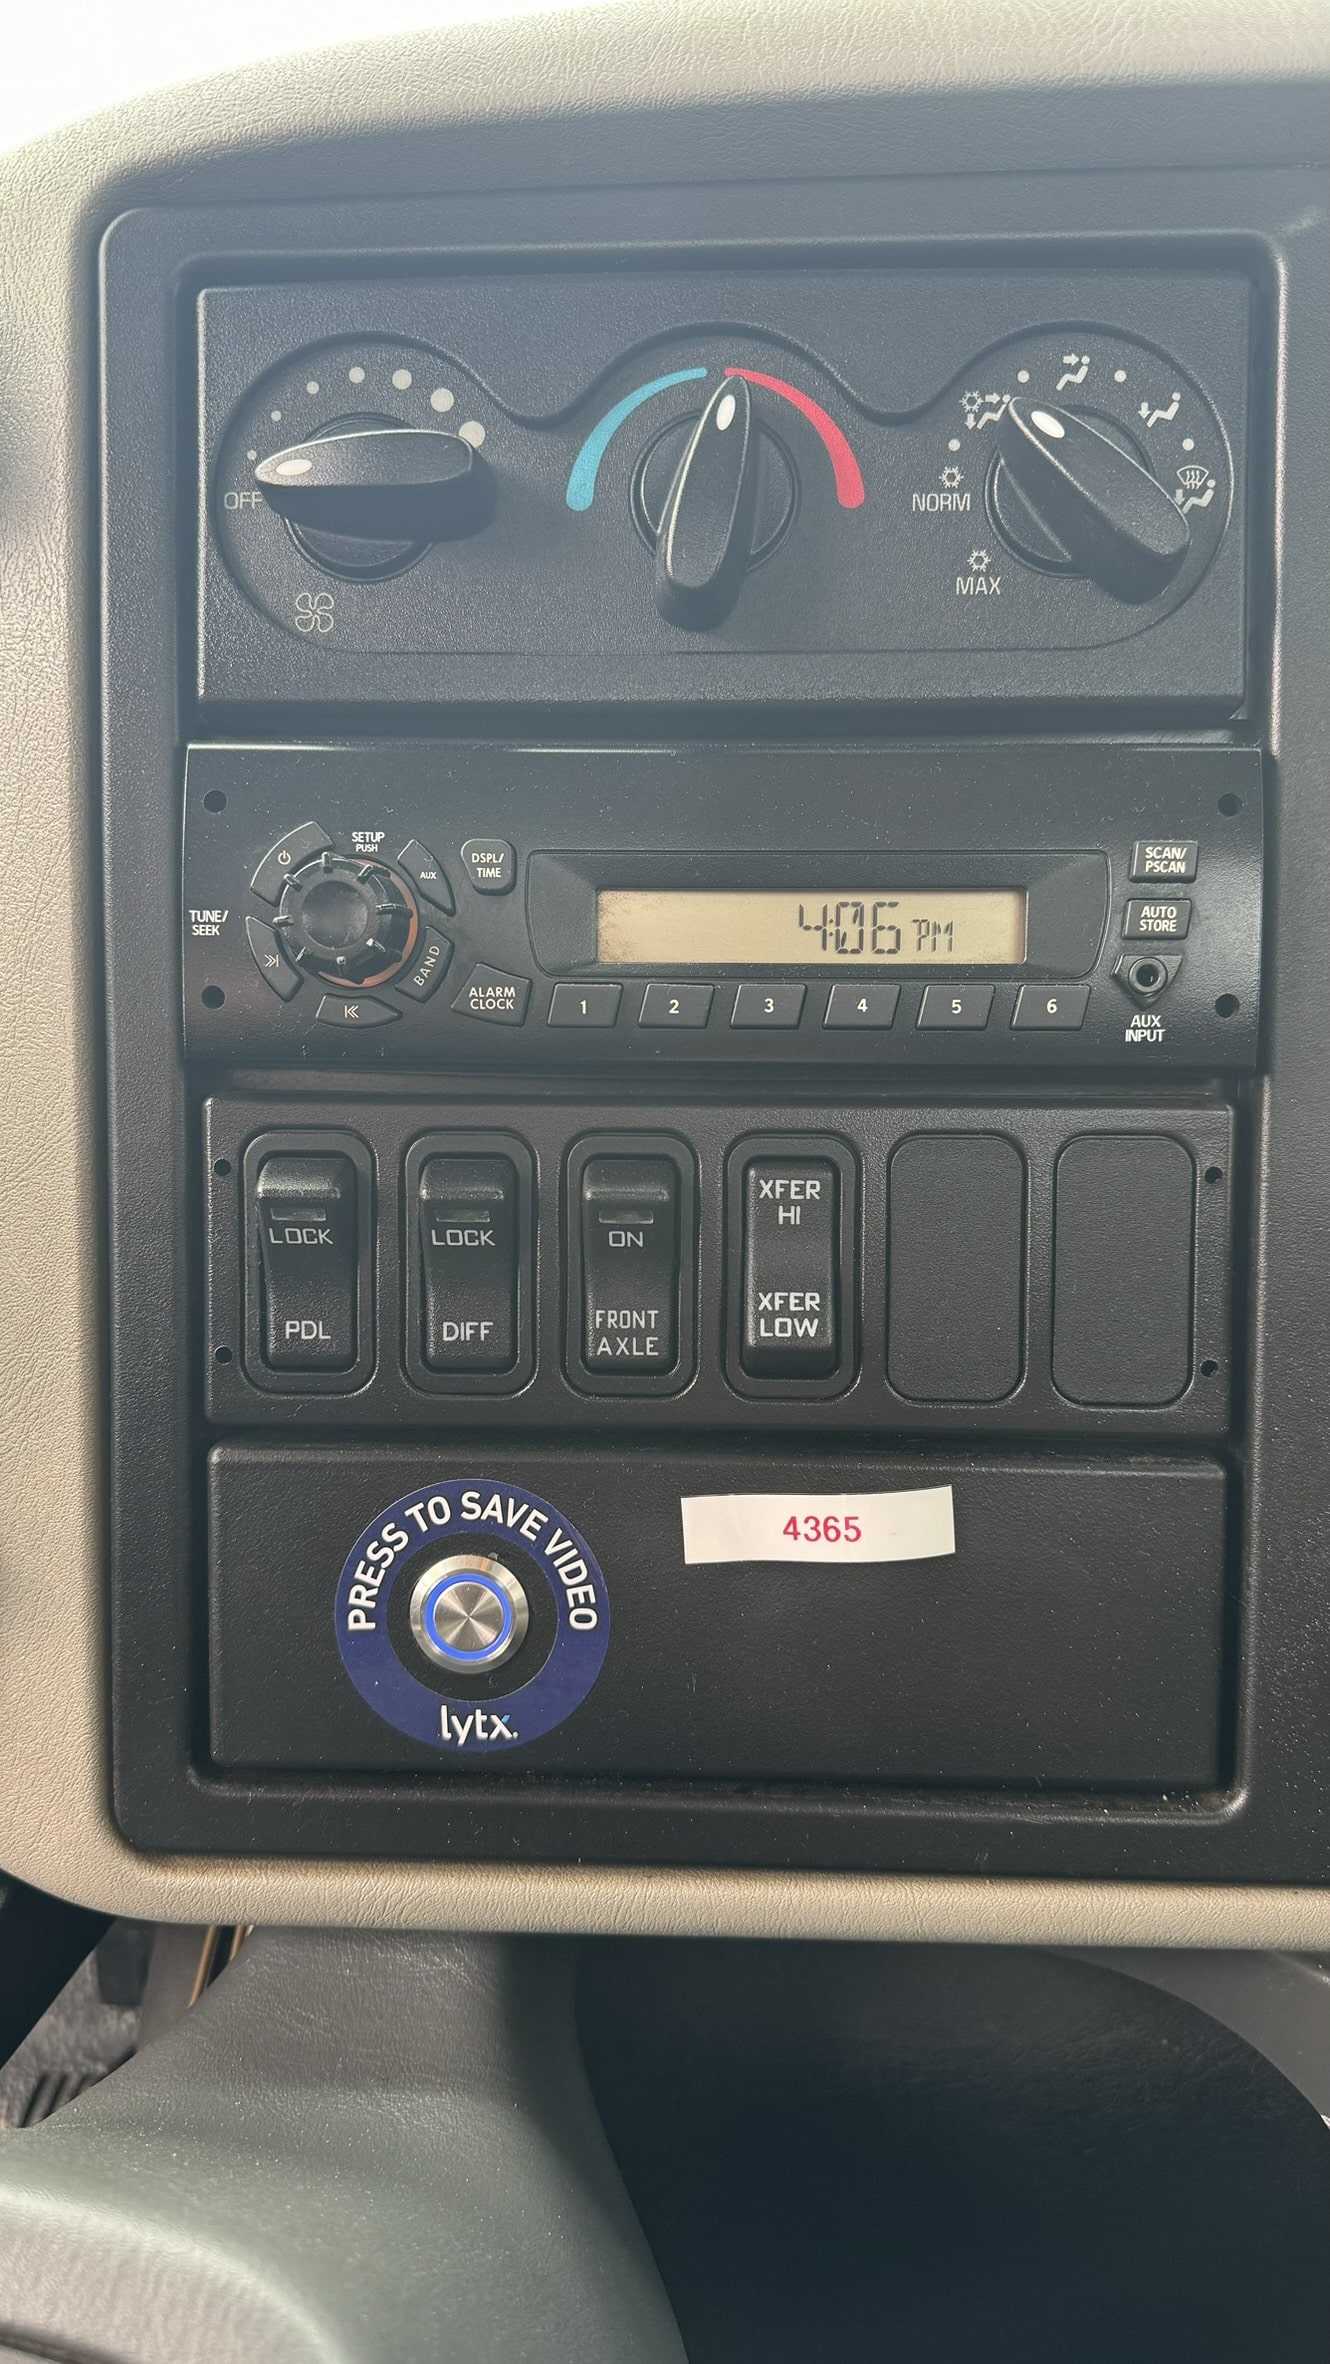 OFF
NORM
MAX
SETUP
PUSH
AUX
DSPL/
TIME
TUNE/
SEEK
BAND
ALARM
CLOCK
4:06 PM
1 2 3 4 5 6
SCAN/
PSCAN
AUTO
STORE
AUX
INPUT
LOCK
PDL
LOCK
DIFF
ON
FRONT
AXLE
XFER
HI
XFER
LOW
PRESS TO SAVE VIDEO
lytx.
4365